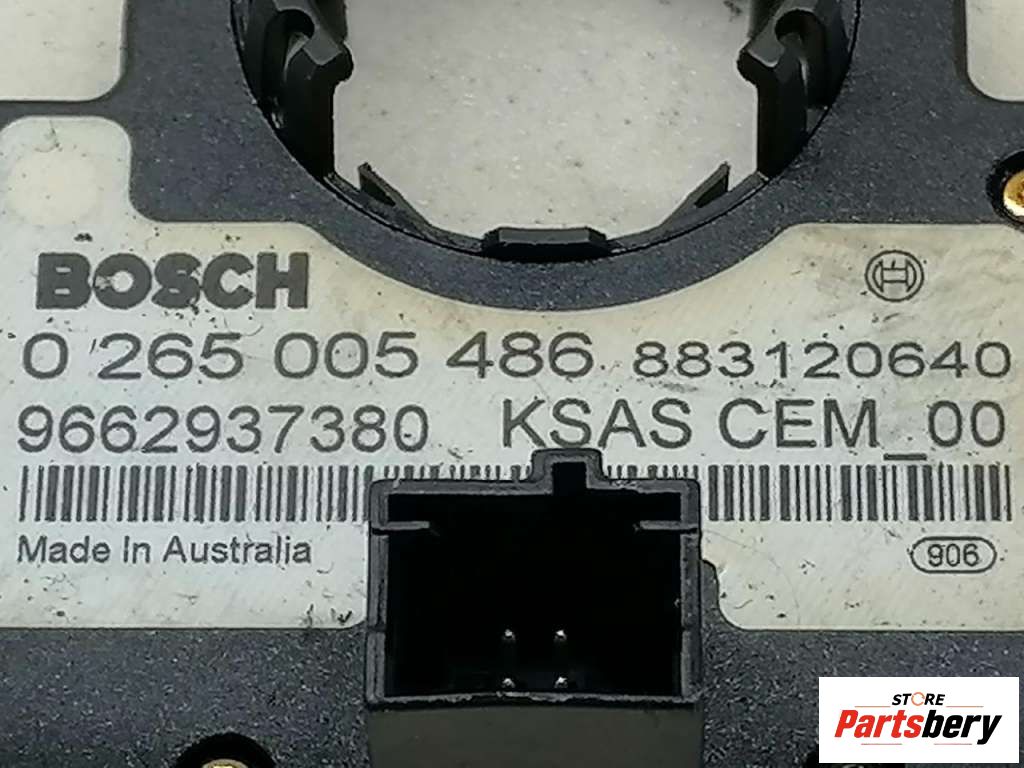 BOSCH
0 265 005 486 883120640
9662937380 KSAS CEM_00
Made In Australia
906
STORE
Partsbery